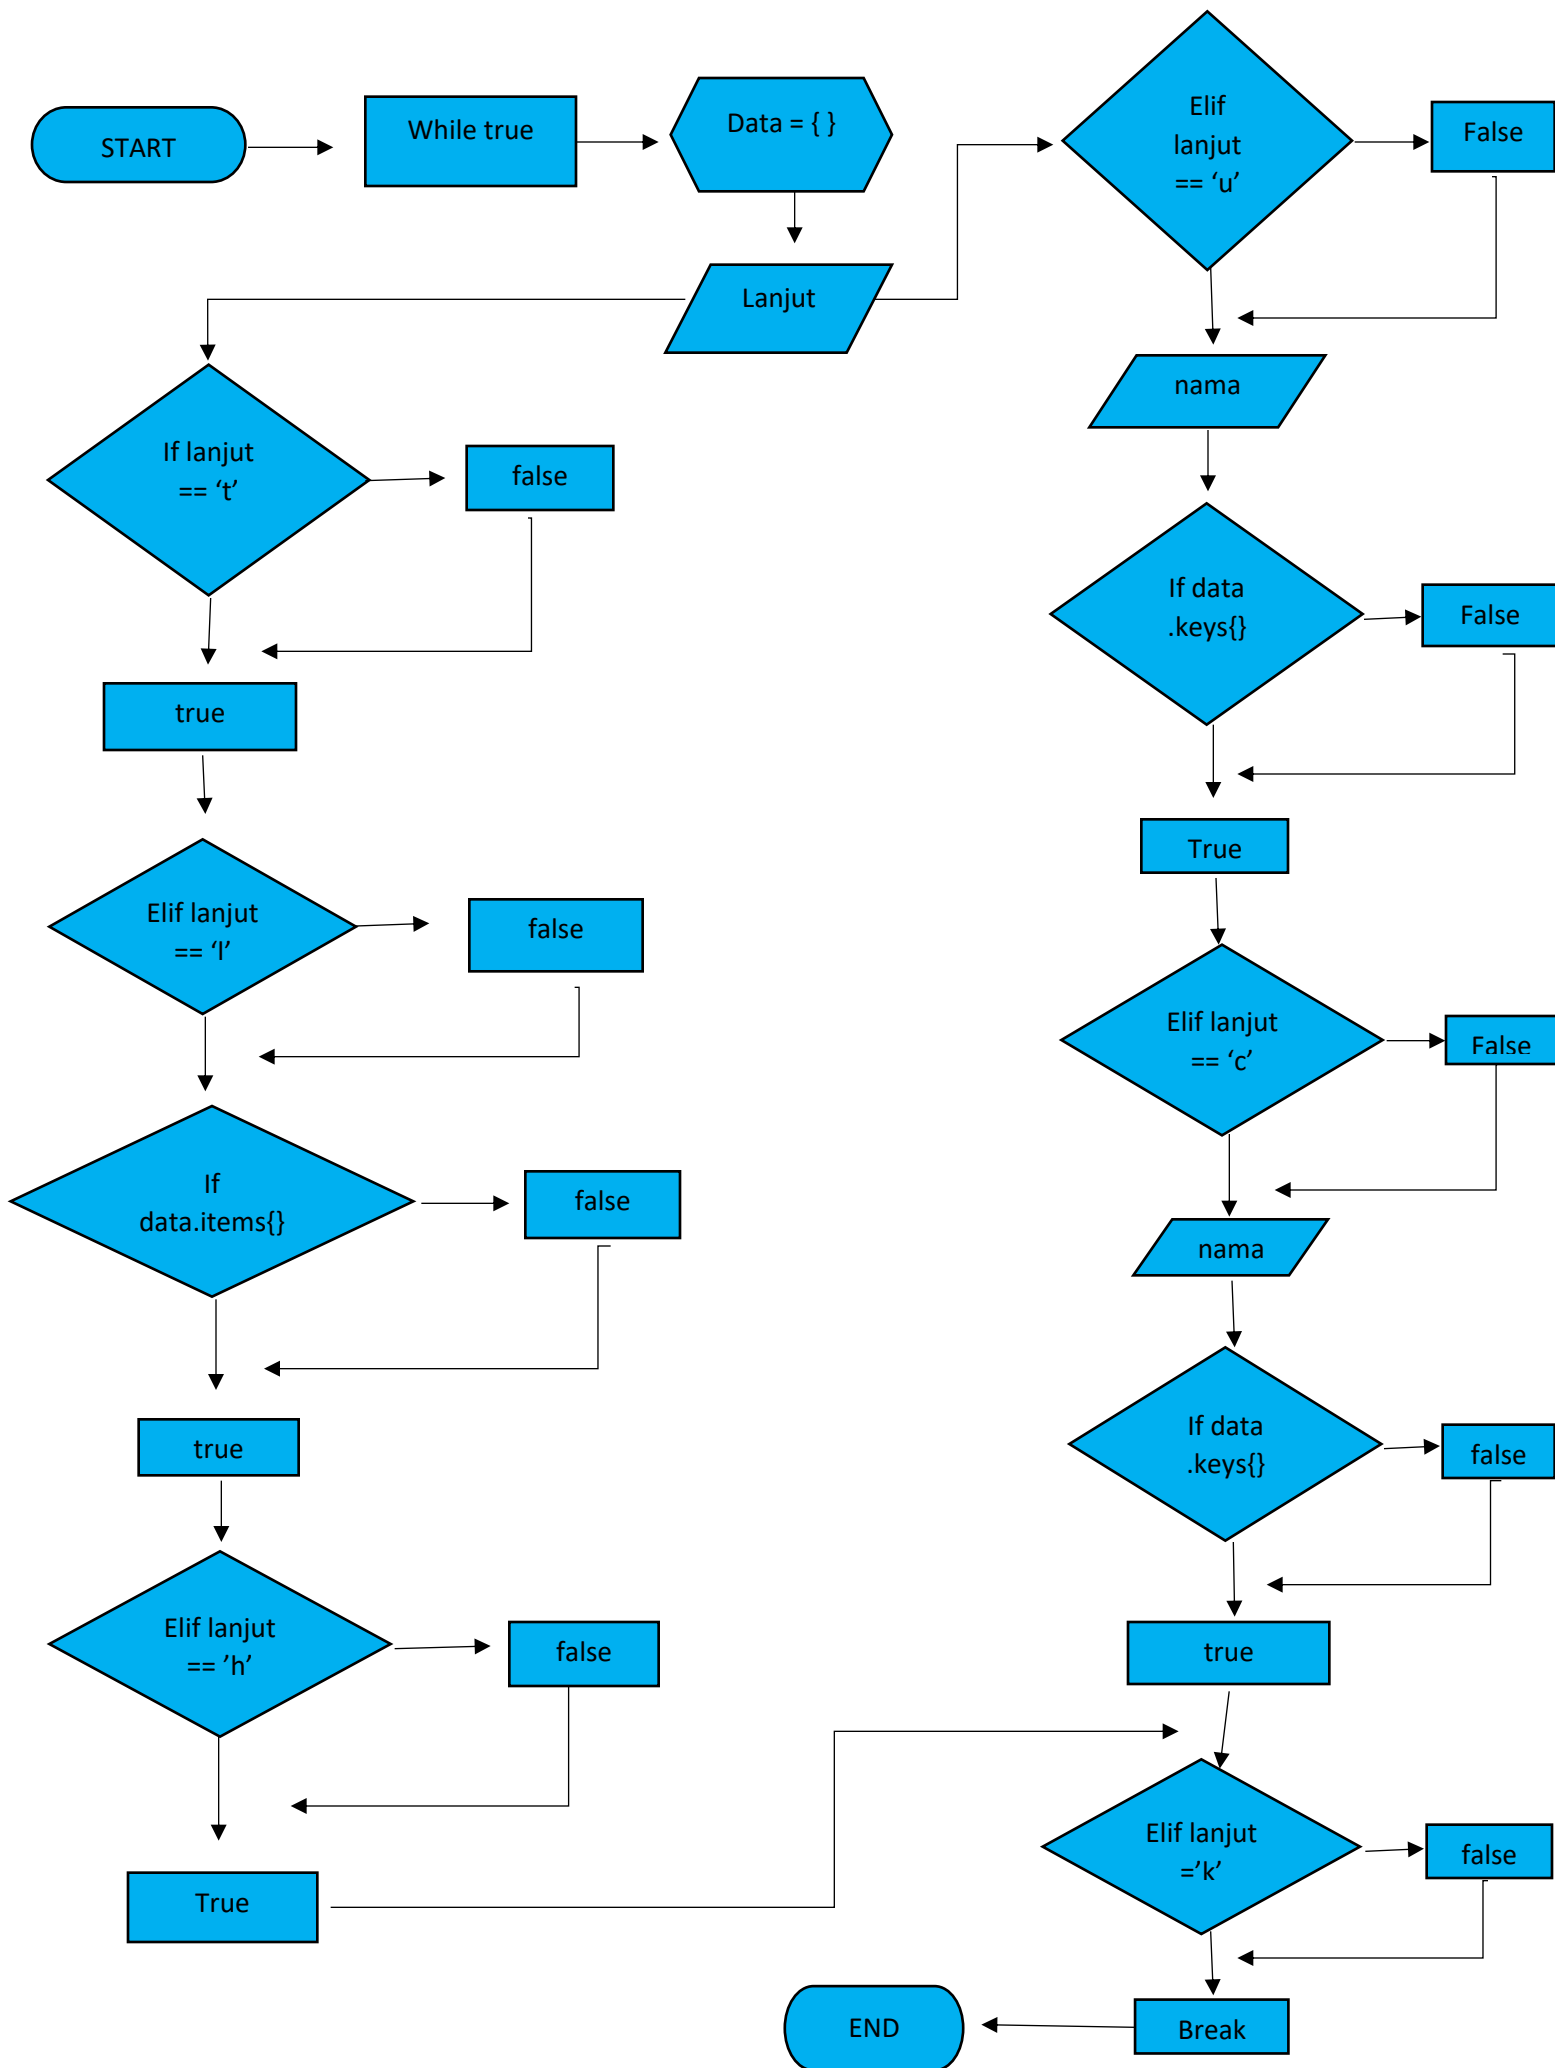 START
While true
Data = { }
Lanjut
If lanjut
== ‘t’
false
true
Elif lanjut
== ‘l’
false
If
data.items{}
false
true
Elif lanjut
== ’h’
false
True
Elif
lanjut
== ‘u’
False
nama
If data
.keys{}
False
True
Elif lanjut
== ‘c’
False
nama
If data
.keys{}
false
true
Elif lanjut
=’k’
false
Break
END